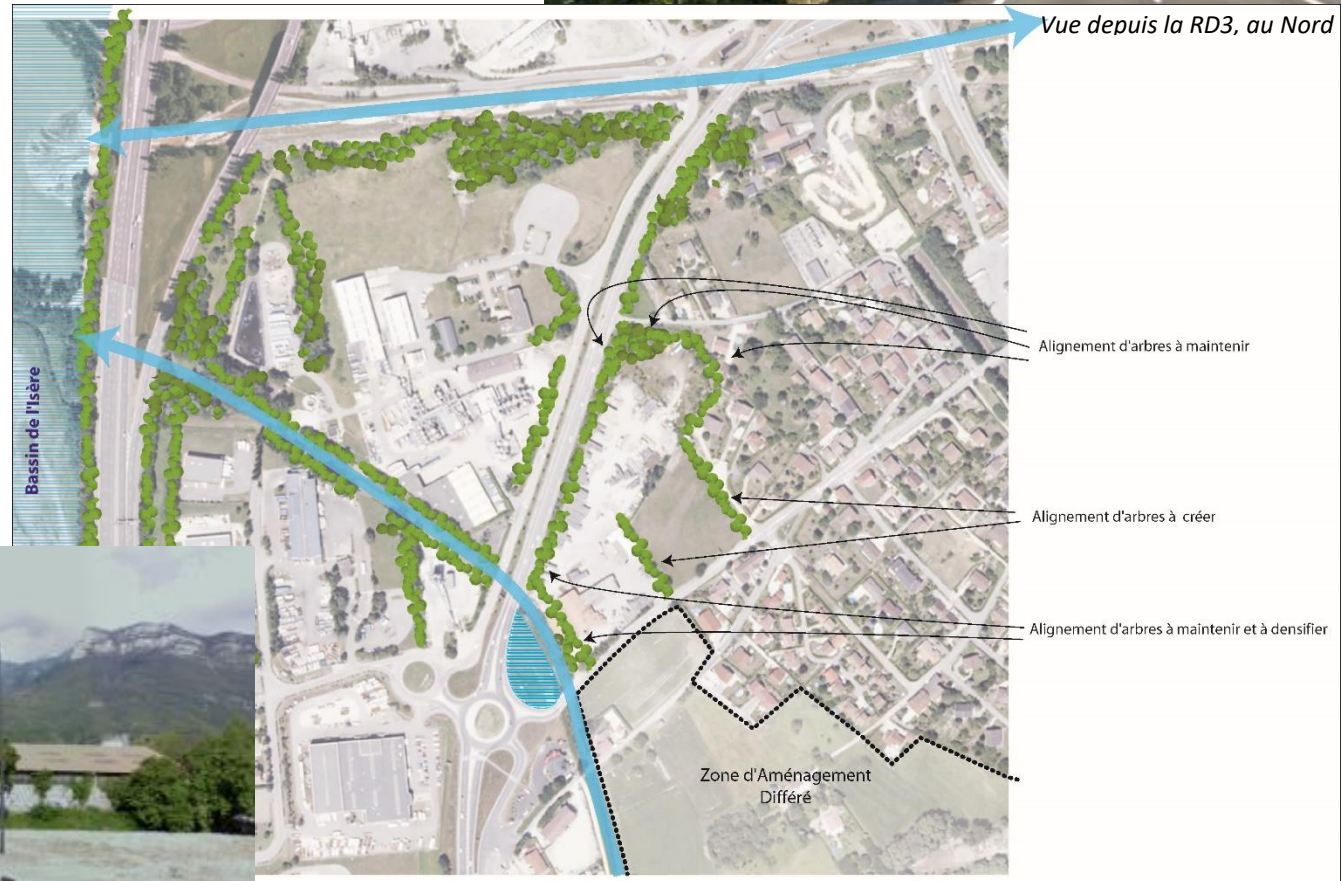 Vue depuis la RD3, au Nord
Alignement d'arbres à maintenir
Bassin de l'Isère
Alignement d'arbres à créer
Alignement d'arbres à maintenir et à densifier
Zone d'Aménagement
Différé